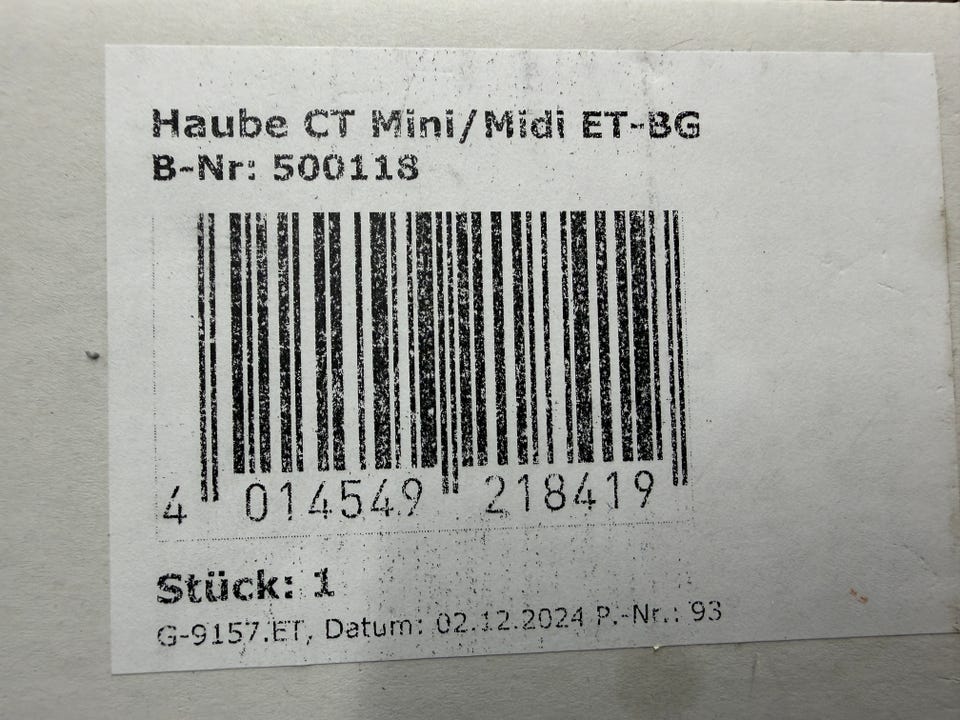 Haube CT Mini/Midi ET-BG
B-Nr: 500118
4 014549 218419
Stück: 1
G-9157.ET, Datum: 02.12.2024 P.-Nr.: 93